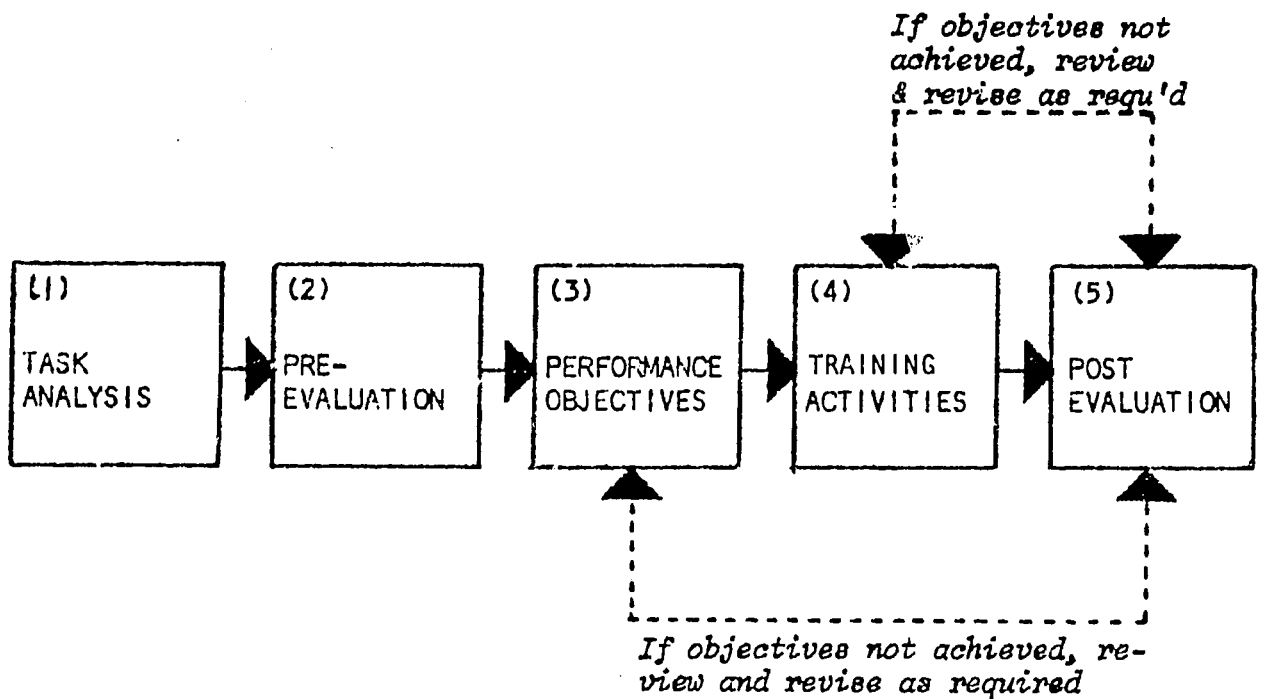 If objectives not
achieved, review
& revise as requ'd
(1)
TASK
ANALYSIS
(2)
PRE-
EVALUATION
(3)
PERFORMANCE
OBJECTIVES
(4)
TRAINING
ACTIVITIES
(5)
POST
EVALUATION
If objectives not achieved, re-
view and revise as required